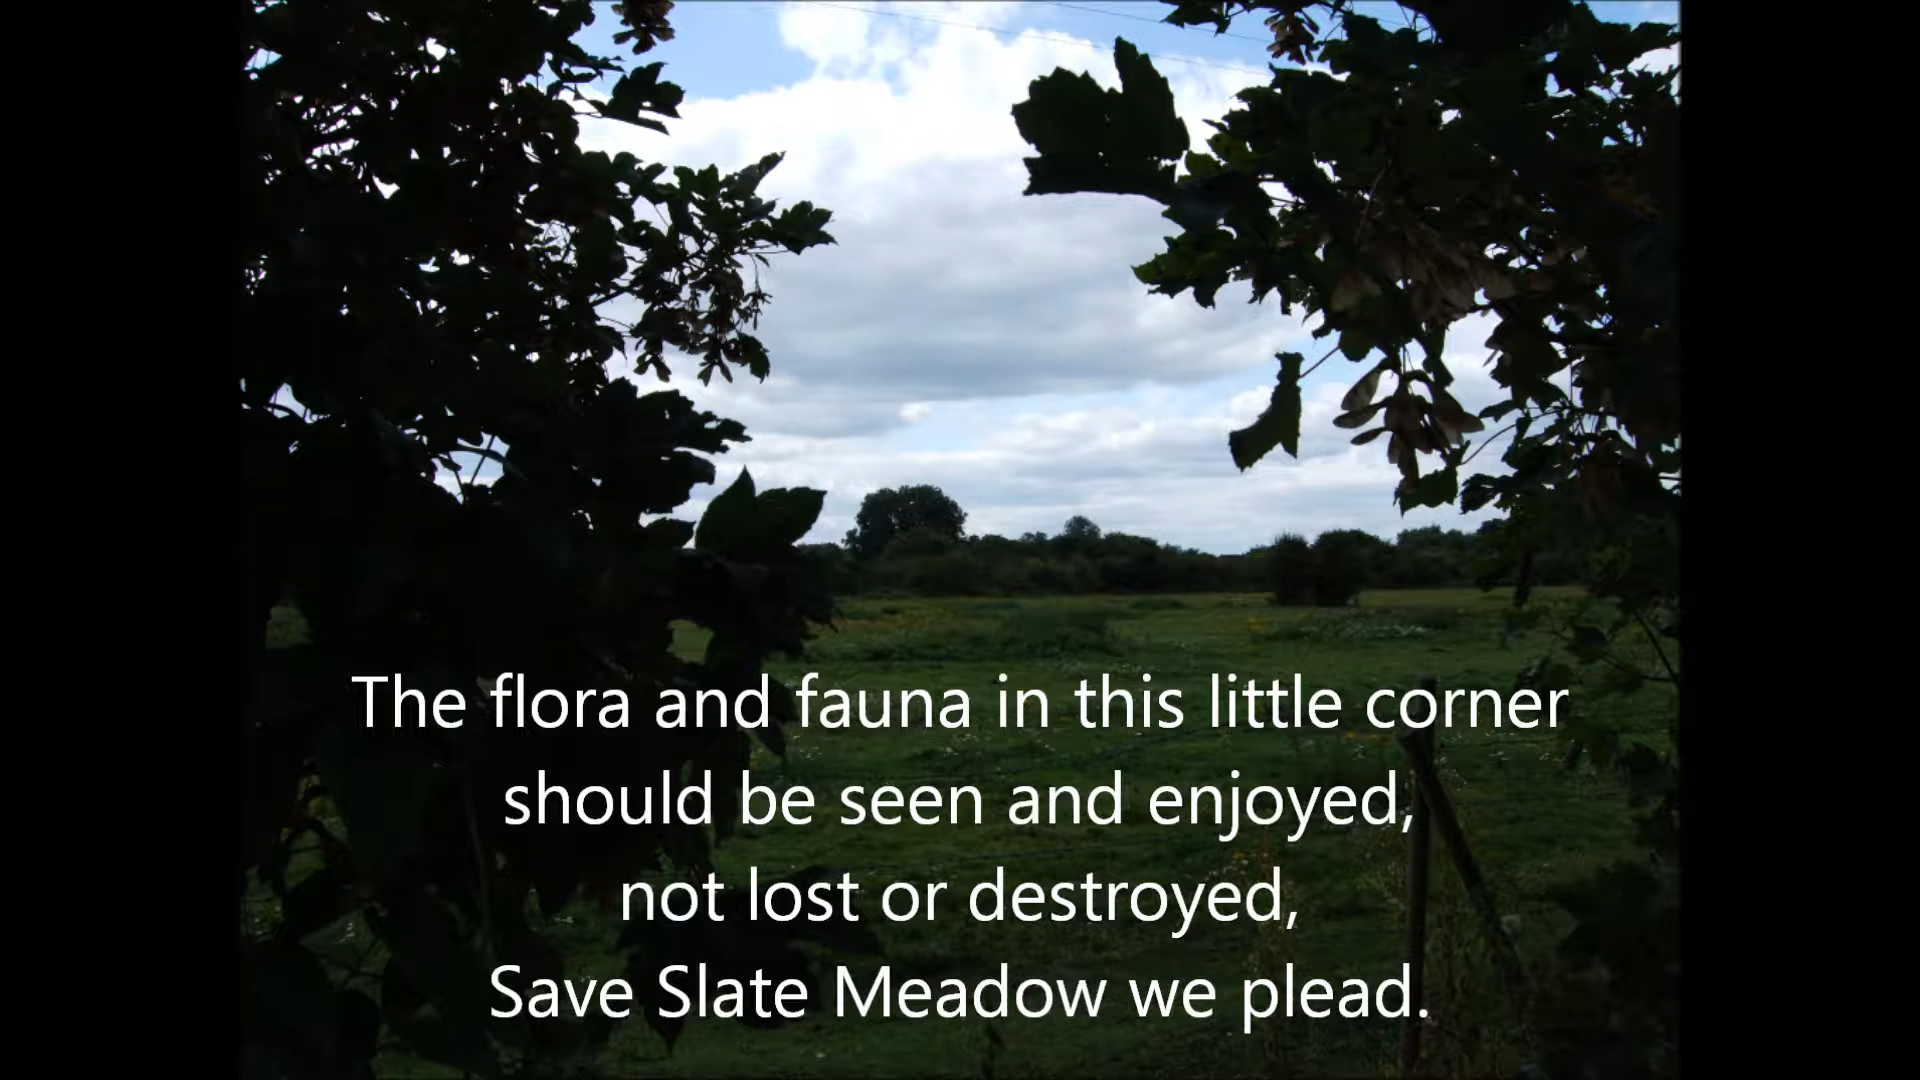 The flora and fauna in this little corner
should be seen and enjoyed,
not lost or destroyed,
Save Slate Meadow we plead.